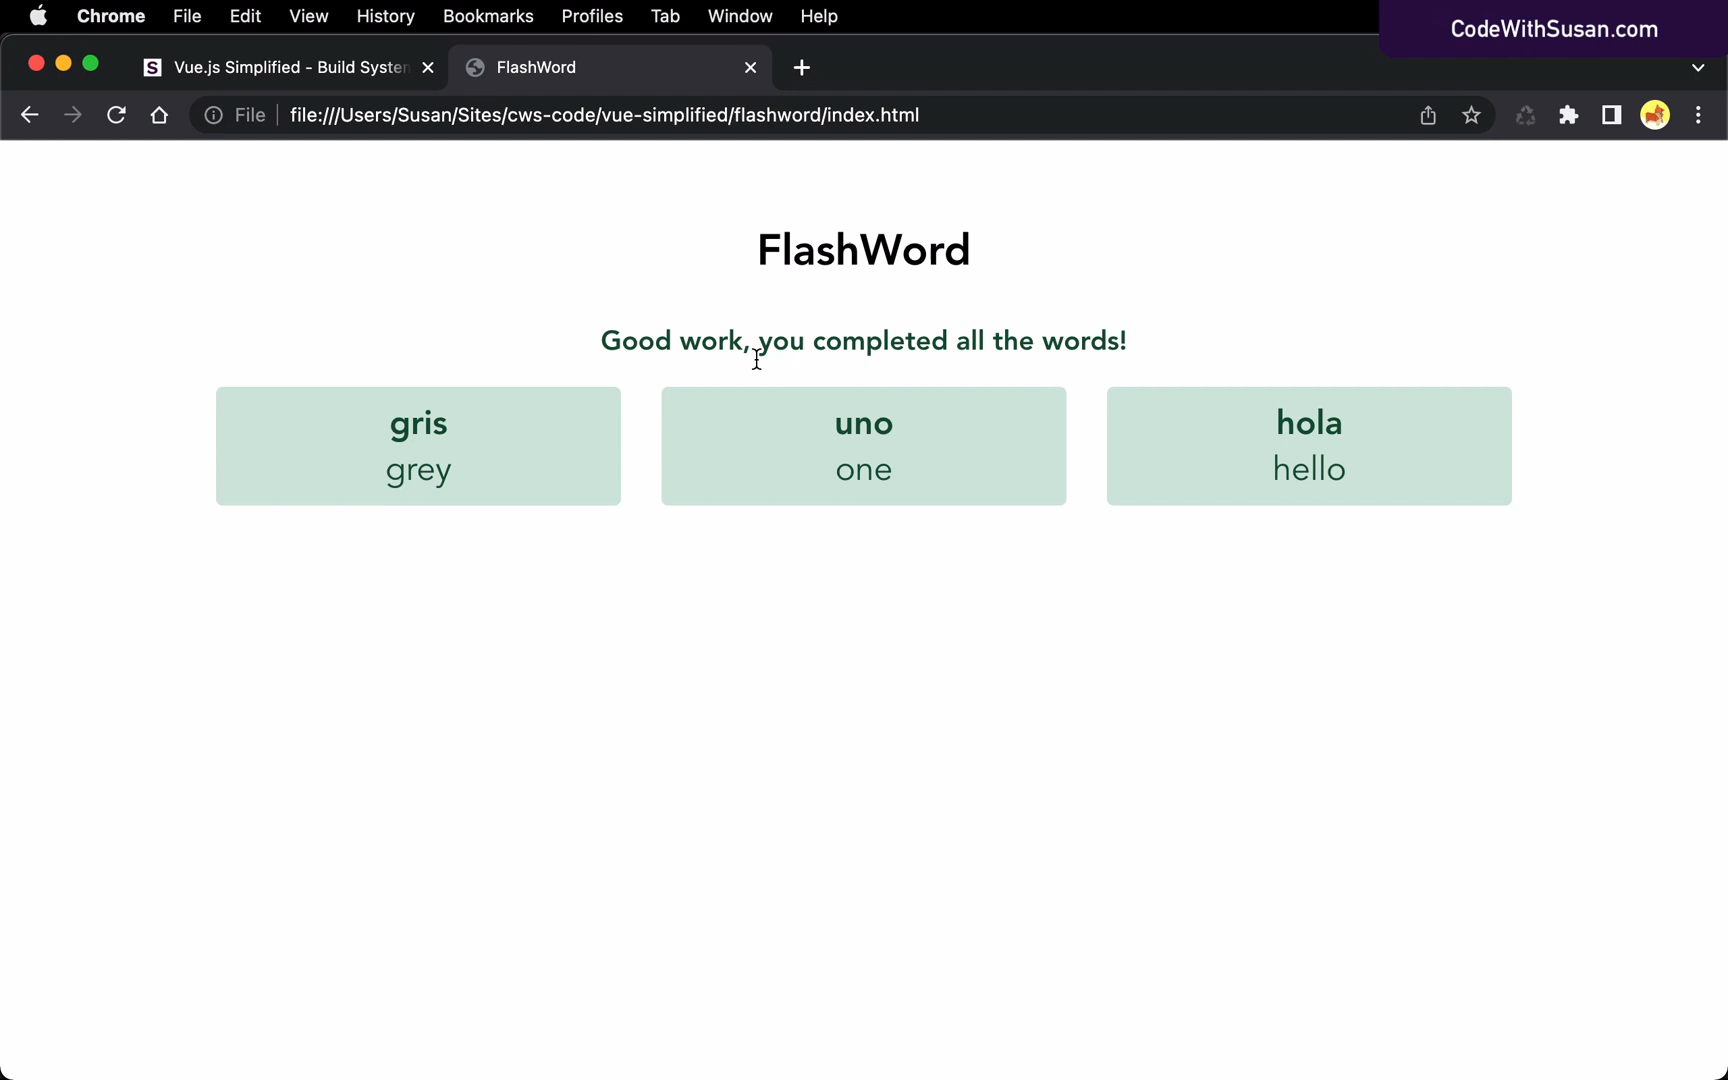 Chrome File Edit View History Bookmarks Profiles Tab Window Help
CodeWithSusan.com
S Vue.js Simplified - Build System
FlashWord
File file:///Users/Susan/Sites/cws-code/vue-simplified/flashword/index.html
FlashWord
Good work, you completed all the words!
gris
grey
uno
one
hola
hello